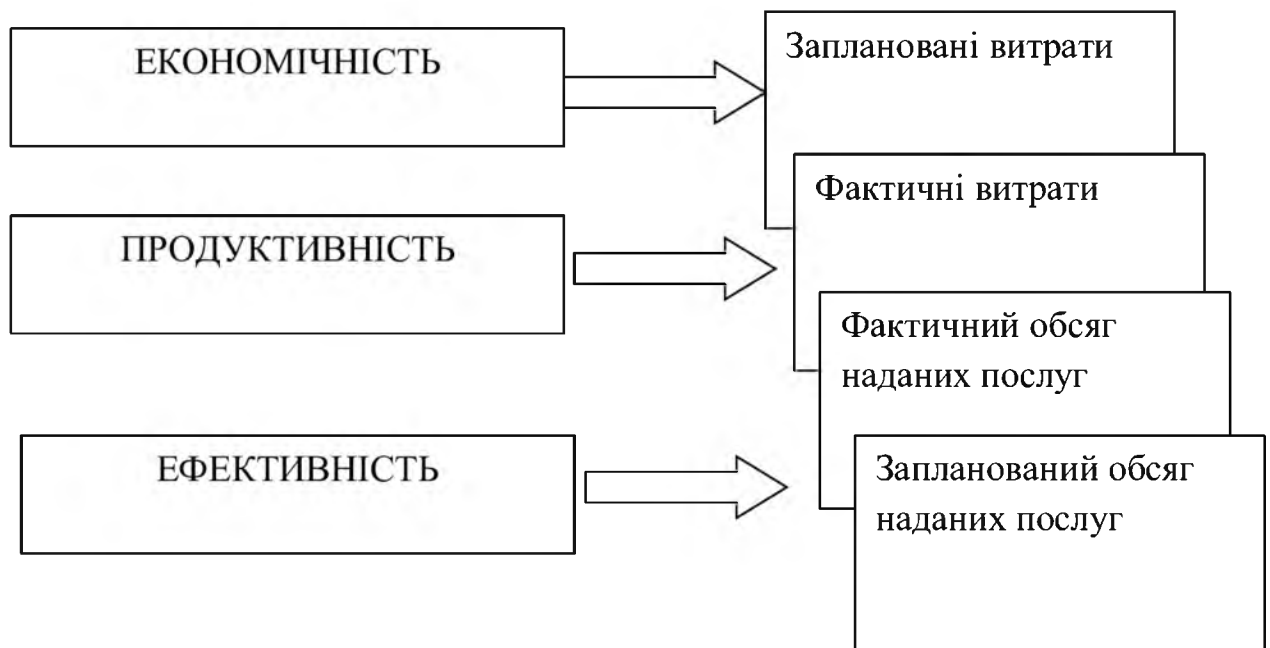 ЕКОНОМІЧНІСТЬ
Заплановані витрати
Фактичні витрати
ПРОДУКТИВНІСТЬ
Фактичний обсяг
наданих послуг
ЕФЕКТИВНІСТЬ
Запланований обсяг
наданих послуг